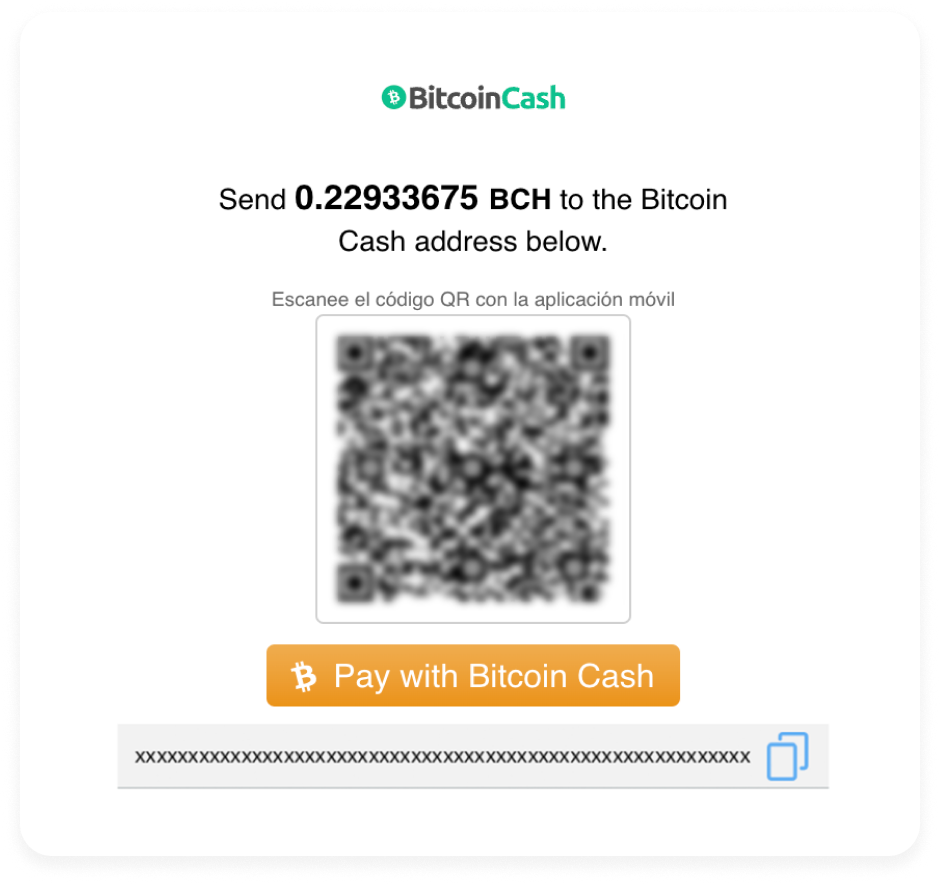 BitcoinCash
Send 0.22933675 BCH to the Bitcoin
Cash address below.
Escanee el código QR con la aplicación móvil
Pay with Bitcoin Cash
xxxxxxxxxxxxxxxxxxxxxxxxxxxxxxxxxxxxxxxxxxxxxxxxxxxxxxxxxx